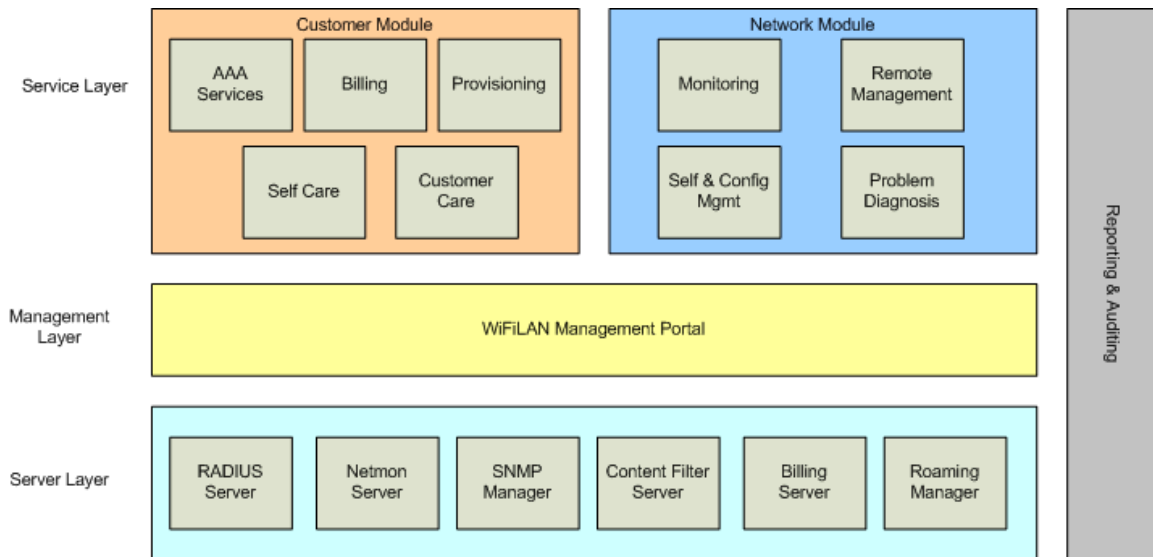 Customer Module
Network Module
Service Layer
AAA
Services
Billing
Provisioning
Monitoring
Remote
Management
Self Care
Customer
Care
Self & Config
Mgmt
Problem
Diagnosis
Reporting & Auditing
Management
Layer
WiFiLAN Management Portal
Server Layer
RADIUS
Server
Netmon
Server
SNMP
Manager
Content Filter
Server
Billing
Server
Roaming
Manager